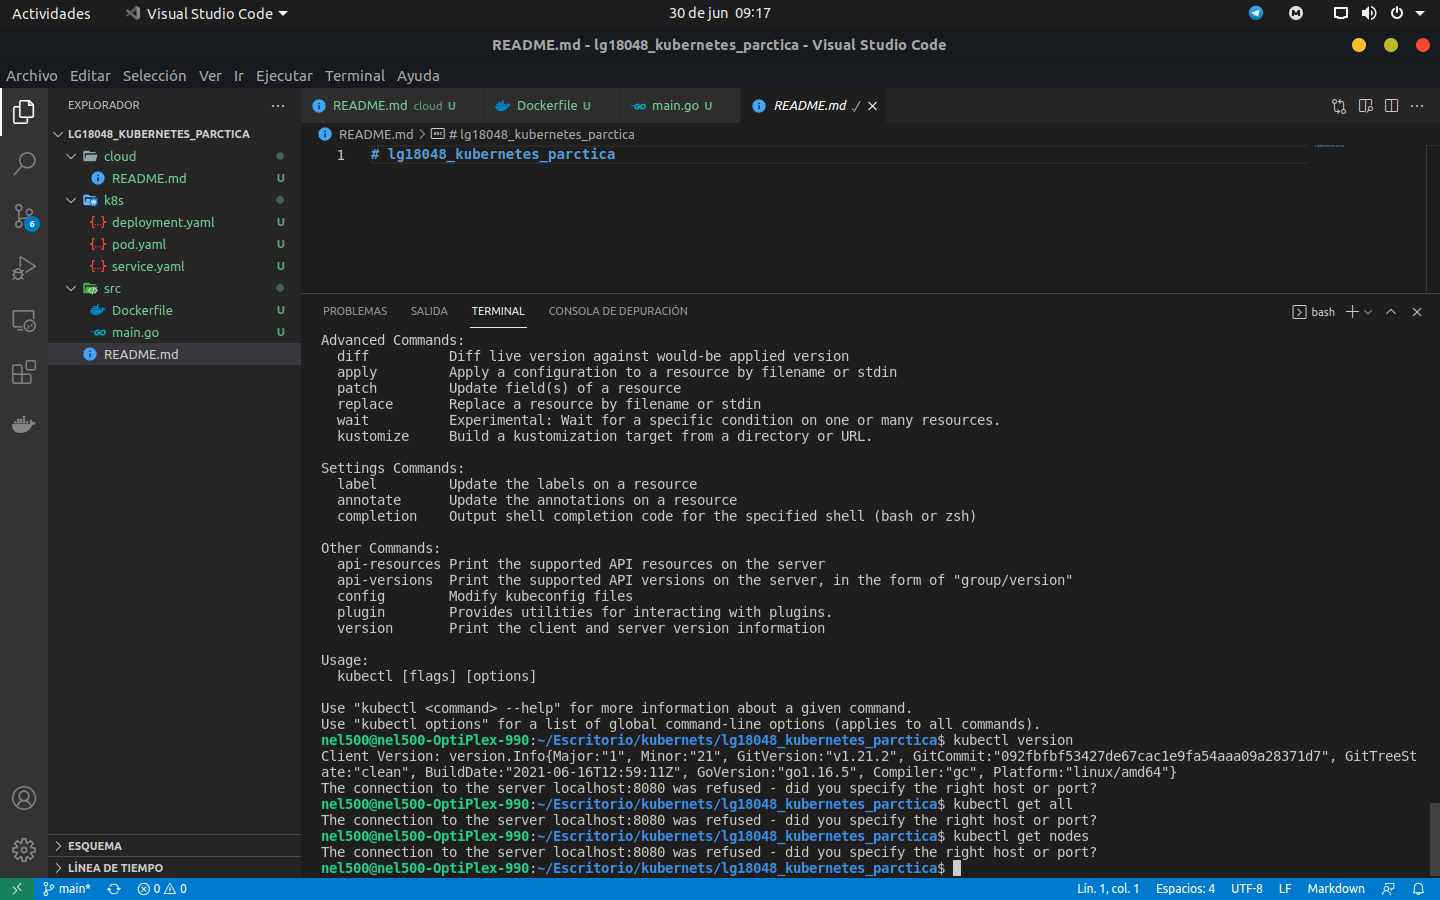 Actividades
Visual Studio Code
30 de jun 09:17
README.md - lg18048_kubernetes_parctica - Visual Studio Code
Archivo Editar Selección Ver Ir Ejecutar Terminal Ayuda
EXPLORADOR
LG18048_KUBERNETES_PARCTICA
cloud
README.md U
k8s
deployment.yaml U
pod.yaml U
service.yaml U
src
Dockerfile U
main.go U
README.md
6
ESQUEMA
LÍNEA DE TIEMPO
README.md cloud U
Dockerfile U
main.go U
README.md ./
README.md > # lg18048_kubernetes_parctica
1 # lg18048_kubernetes_parctica
PROBLEMAS SALIDA TERMINAL CONSOLA DE DEPURACIÓN
bash
Advanced Commands:
diff Diff live version against would-be applied version
apply Apply a configuration to a resource by filename or stdin
patch Update field(s) of a resource
replace Replace a resource by filename or stdin
wait Experimental: Wait for a specific condition on one or many resources.
kustomize Build a kustomization target from a directory or URL.
Settings Commands:
label Update the labels on a resource
annotate Update the annotations on a resource
completion Output shell completion code for the specified shell (bash or zsh)
Other Commands:
api-resources Print the supported API resources on the server
api-versions Print the supported API versions on the server, in the form of "group/version"
config Modify kubeconfig files
plugin Provides utilities for interacting with plugins.
version Print the client and server version information
Usage:
kubectl [flags] [options]
Use "kubectl <command> --help" for more information about a given command.
Use "kubectl options" for a list of global command-line options (applies to all commands).
nel500@nel500-OptiPlex-990:~/Escritorio/kubernets/lg18048_kubernetes_parctica$ kubectl version
Client Version: version.Info{Major:"1", Minor:"21", GitVersion:"v1.21.2", GitCommit:"092fbfbf53427de67cac1e9fa54aaa09a28371d7", GitTreeSt
ate:"clean", BuildDate:"2021-06-16T12:59:11Z", GoVersion:"go1.16.5", Compiler:"gc", Platform:"linux/amd64"}
The connection to the server localhost:8080 was refused - did you specify the right host or port?
nel500@nel500-OptiPlex-990:~/Escritorio/kubernets/lg18048_kubernetes_parctica$ kubectl get all
The connection to the server localhost:8080 was refused - did you specify the right host or port?
nel500@nel500-OptiPlex-990:~/Escritorio/kubernets/lg18048_kubernetes_parctica$ kubectl get nodes
The connection to the server localhost:8080 was refused - did you specify the right host or port?
nel500@nel500-OptiPlex-990:~/Escritorio/kubernets/lg18048_kubernetes_parctica$
main* 0 0
Lín. 1, col. 1 Espacios: 4 UTF-8 LF Markdown